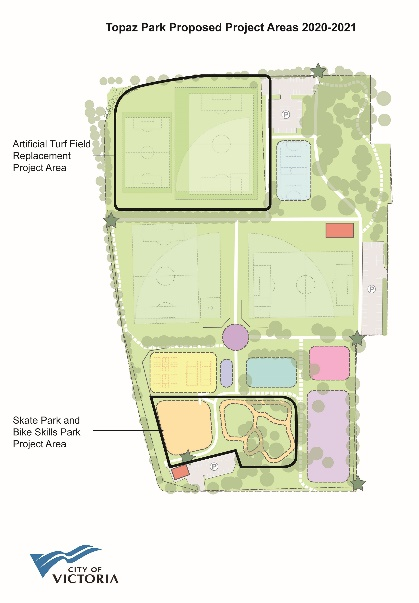 Topaz Park Proposed Project Areas 2020-2021
P
Artificial Turf Field
Replacement
Project Area
P
Skate Park and
Bike Skills Park
Project Area
P
CITY OF
VICTORIA